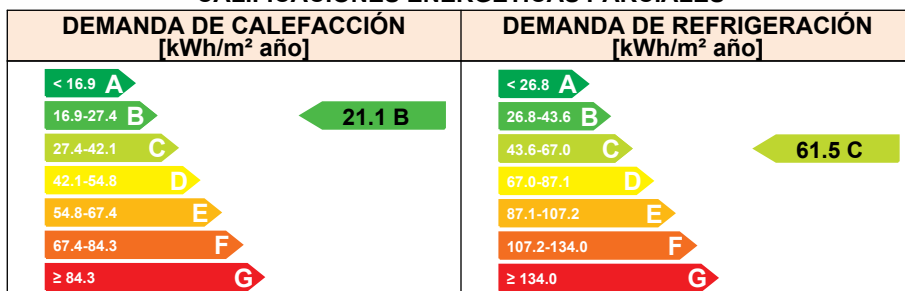 CALIFICACIONES ENERGÉTICAS PARCIALES
DEMANDA DE CALEFACCIÓN
[kWh/m² año]
< 16.9 A
16.9-27.4 B
21.1 B
27.4-42.1 C
42.1-54.8 D
54.8-67.4 E
67.4-84.3 F
≥ 84.3 G
DEMANDA DE REFRIGERACIÓN
[kWh/m² año]
< 26.8 A
26.8-43.6 B
43.6-67.0 C
61.5 C
67.0-87.1 D
87.1-107.2 E
107.2-134.0 F
≥ 134.0 G